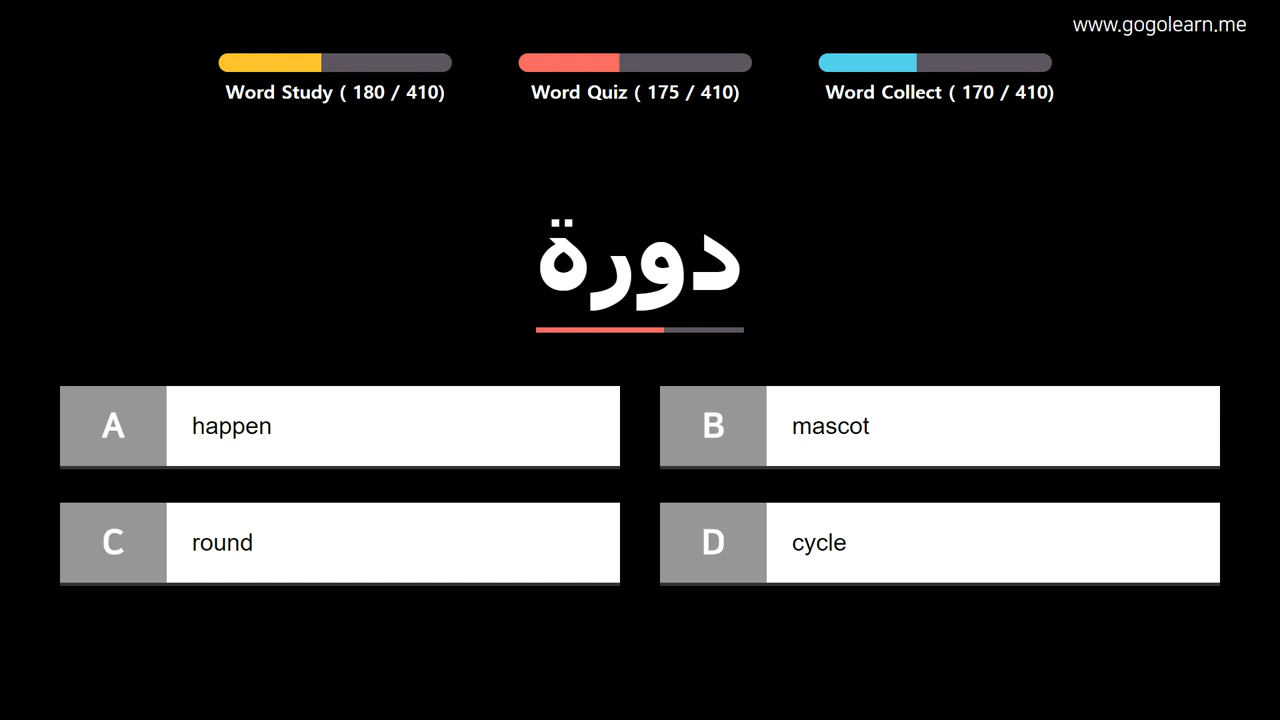 www.gogolearn.me
Word Study ( 180 / 410)
Word Quiz ( 175 / 410)
Word Collect ( 170 / 410)
دورة
A happen
B mascot
C round
D cycle